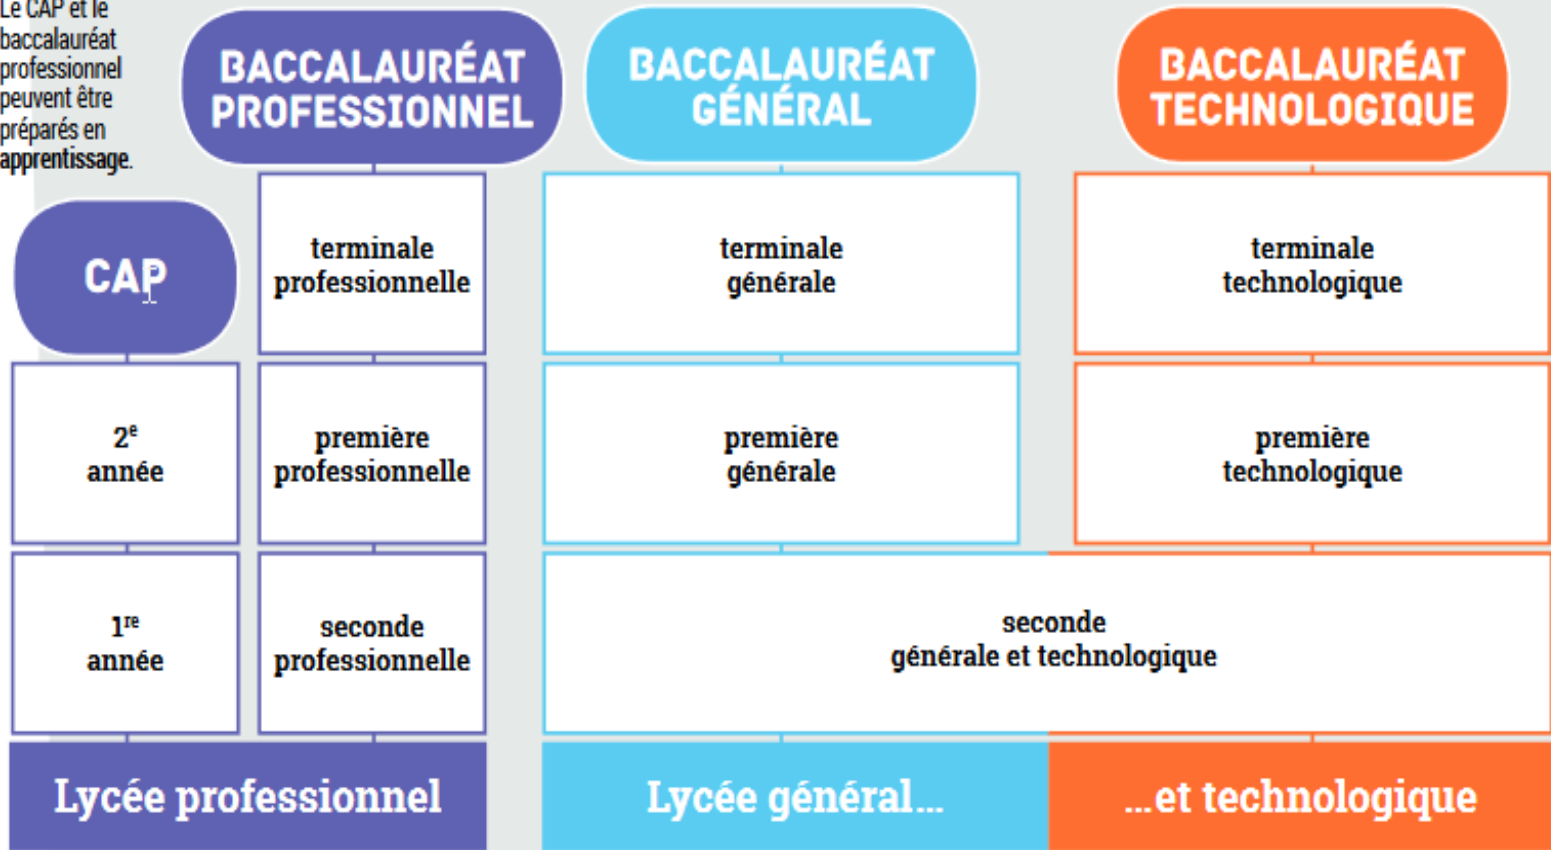 Le CAP et le
baccalauréat
professionnel
peuvent être
préparés en
apprentissage.
BACCALAURÉAT
PROFESSIONNEL
BACCALAURÉAT
GÉNÉRAL
BACCALAURÉAT
TECHNOLOGIQUE
CAP
terminale
professionnelle
terminale
générale
terminale
technologique
2e
année
première
professionnelle
première
générale
première
technologique
1re
année
seconde
professionnelle
seconde
générale et technologique
Lycée professionnel
Lycée général...
...et technologique